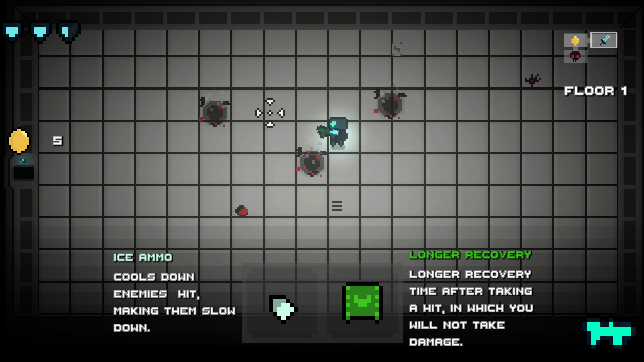 FLOOR 1
5
ICE AMMO
COOLS DOWN
ENEMIES HIT,
MAKING THEM SLOW
DOWN.
LONGER RECOVERY
LONGER RECOVERY
TIME AFTER TAKING
A HIT, IN WHICH YOU
WILL NOT TAKE
DAMAGE.